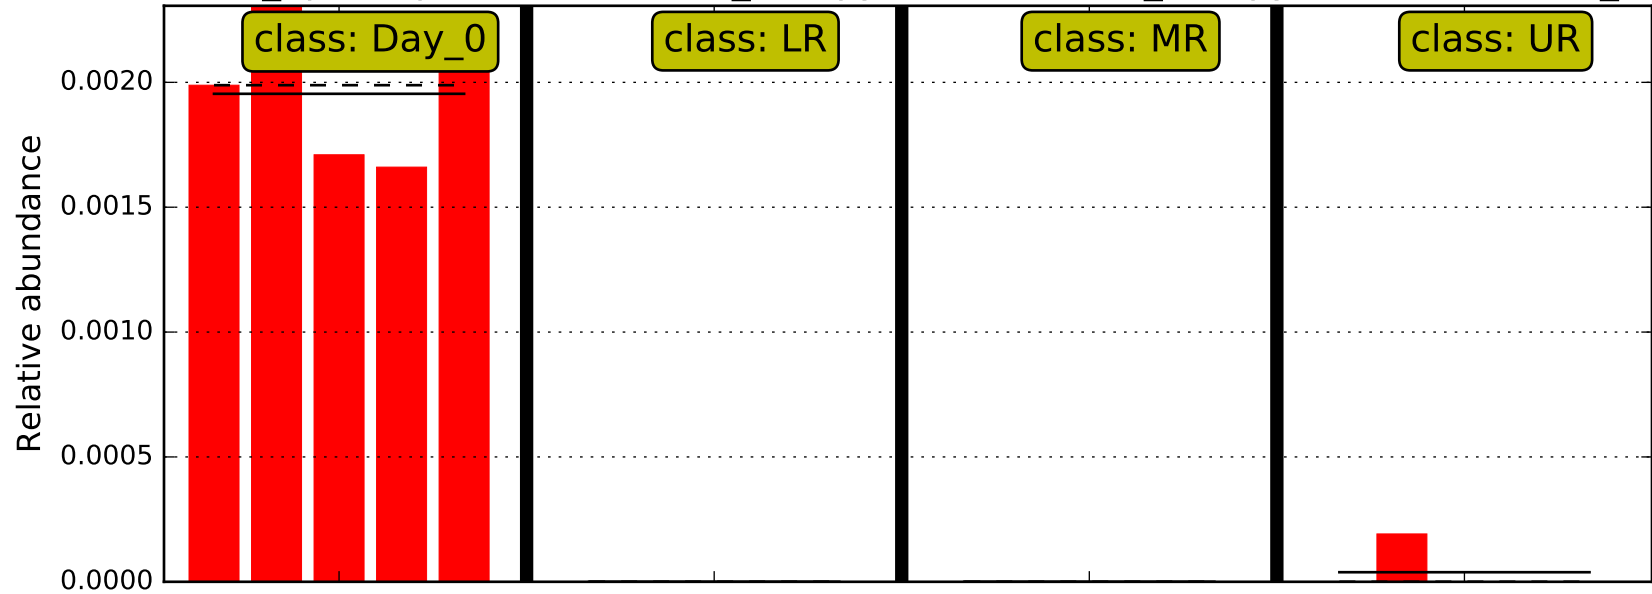 class: Day_0
class: LR
class: MR
class: UR
Relative abundance
0.0020
0.0015
0.0010
0.0005
0.0000